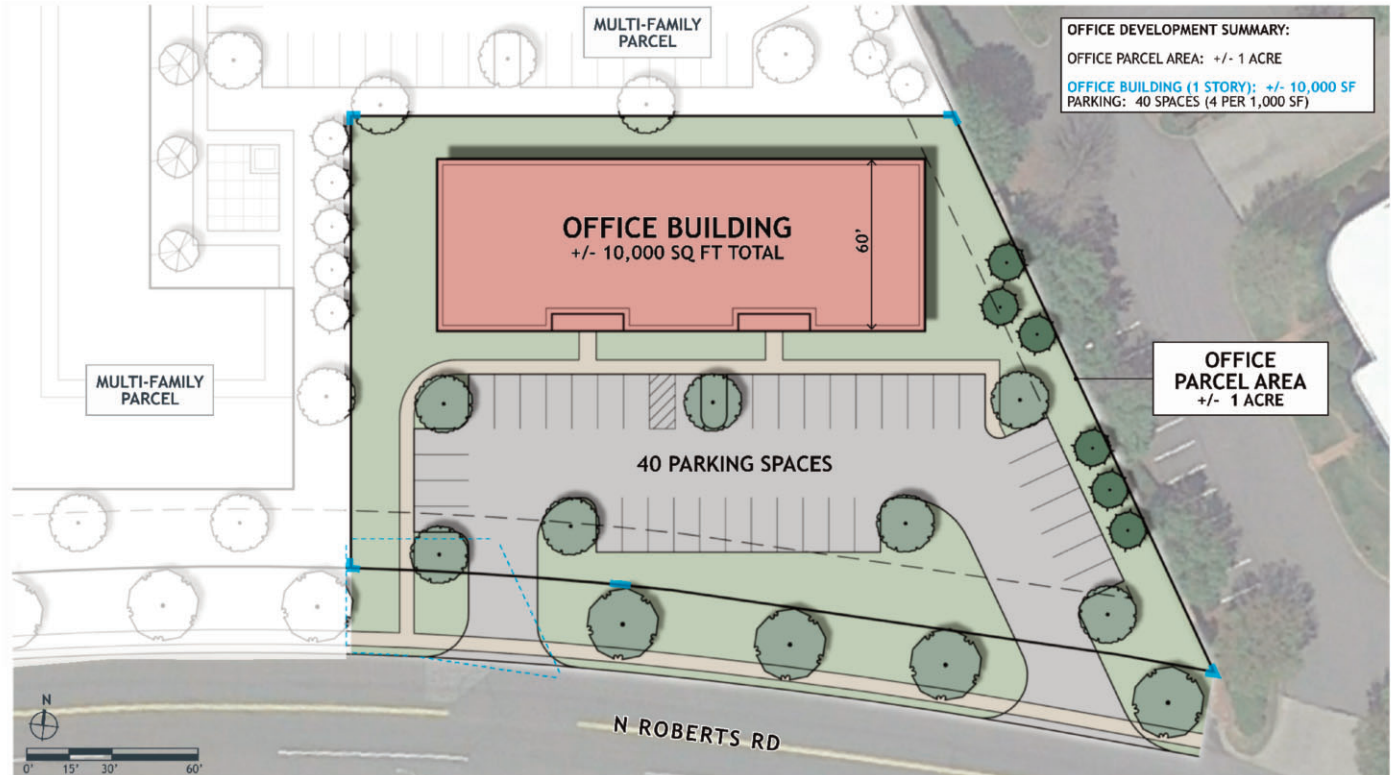 MULTI-FAMILY
PARCEL
OFFICE DEVELOPMENT SUMMARY:
OFFICE PARCEL AREA: +/- 1 ACRE
OFFICE BUILDING (1 STORY): +/- 10,000 SF
PARKING: 40 SPACES (4 PER 1,000 SF)
OFFICE BUILDING
+/- 10,000 SQ FT TOTAL
60'
MULTI-FAMILY
PARCEL
OFFICE
PARCEL AREA
+/- 1 ACRE
40 PARKING SPACES
N ROBERTS RD
N
0' 15' 30' 60'